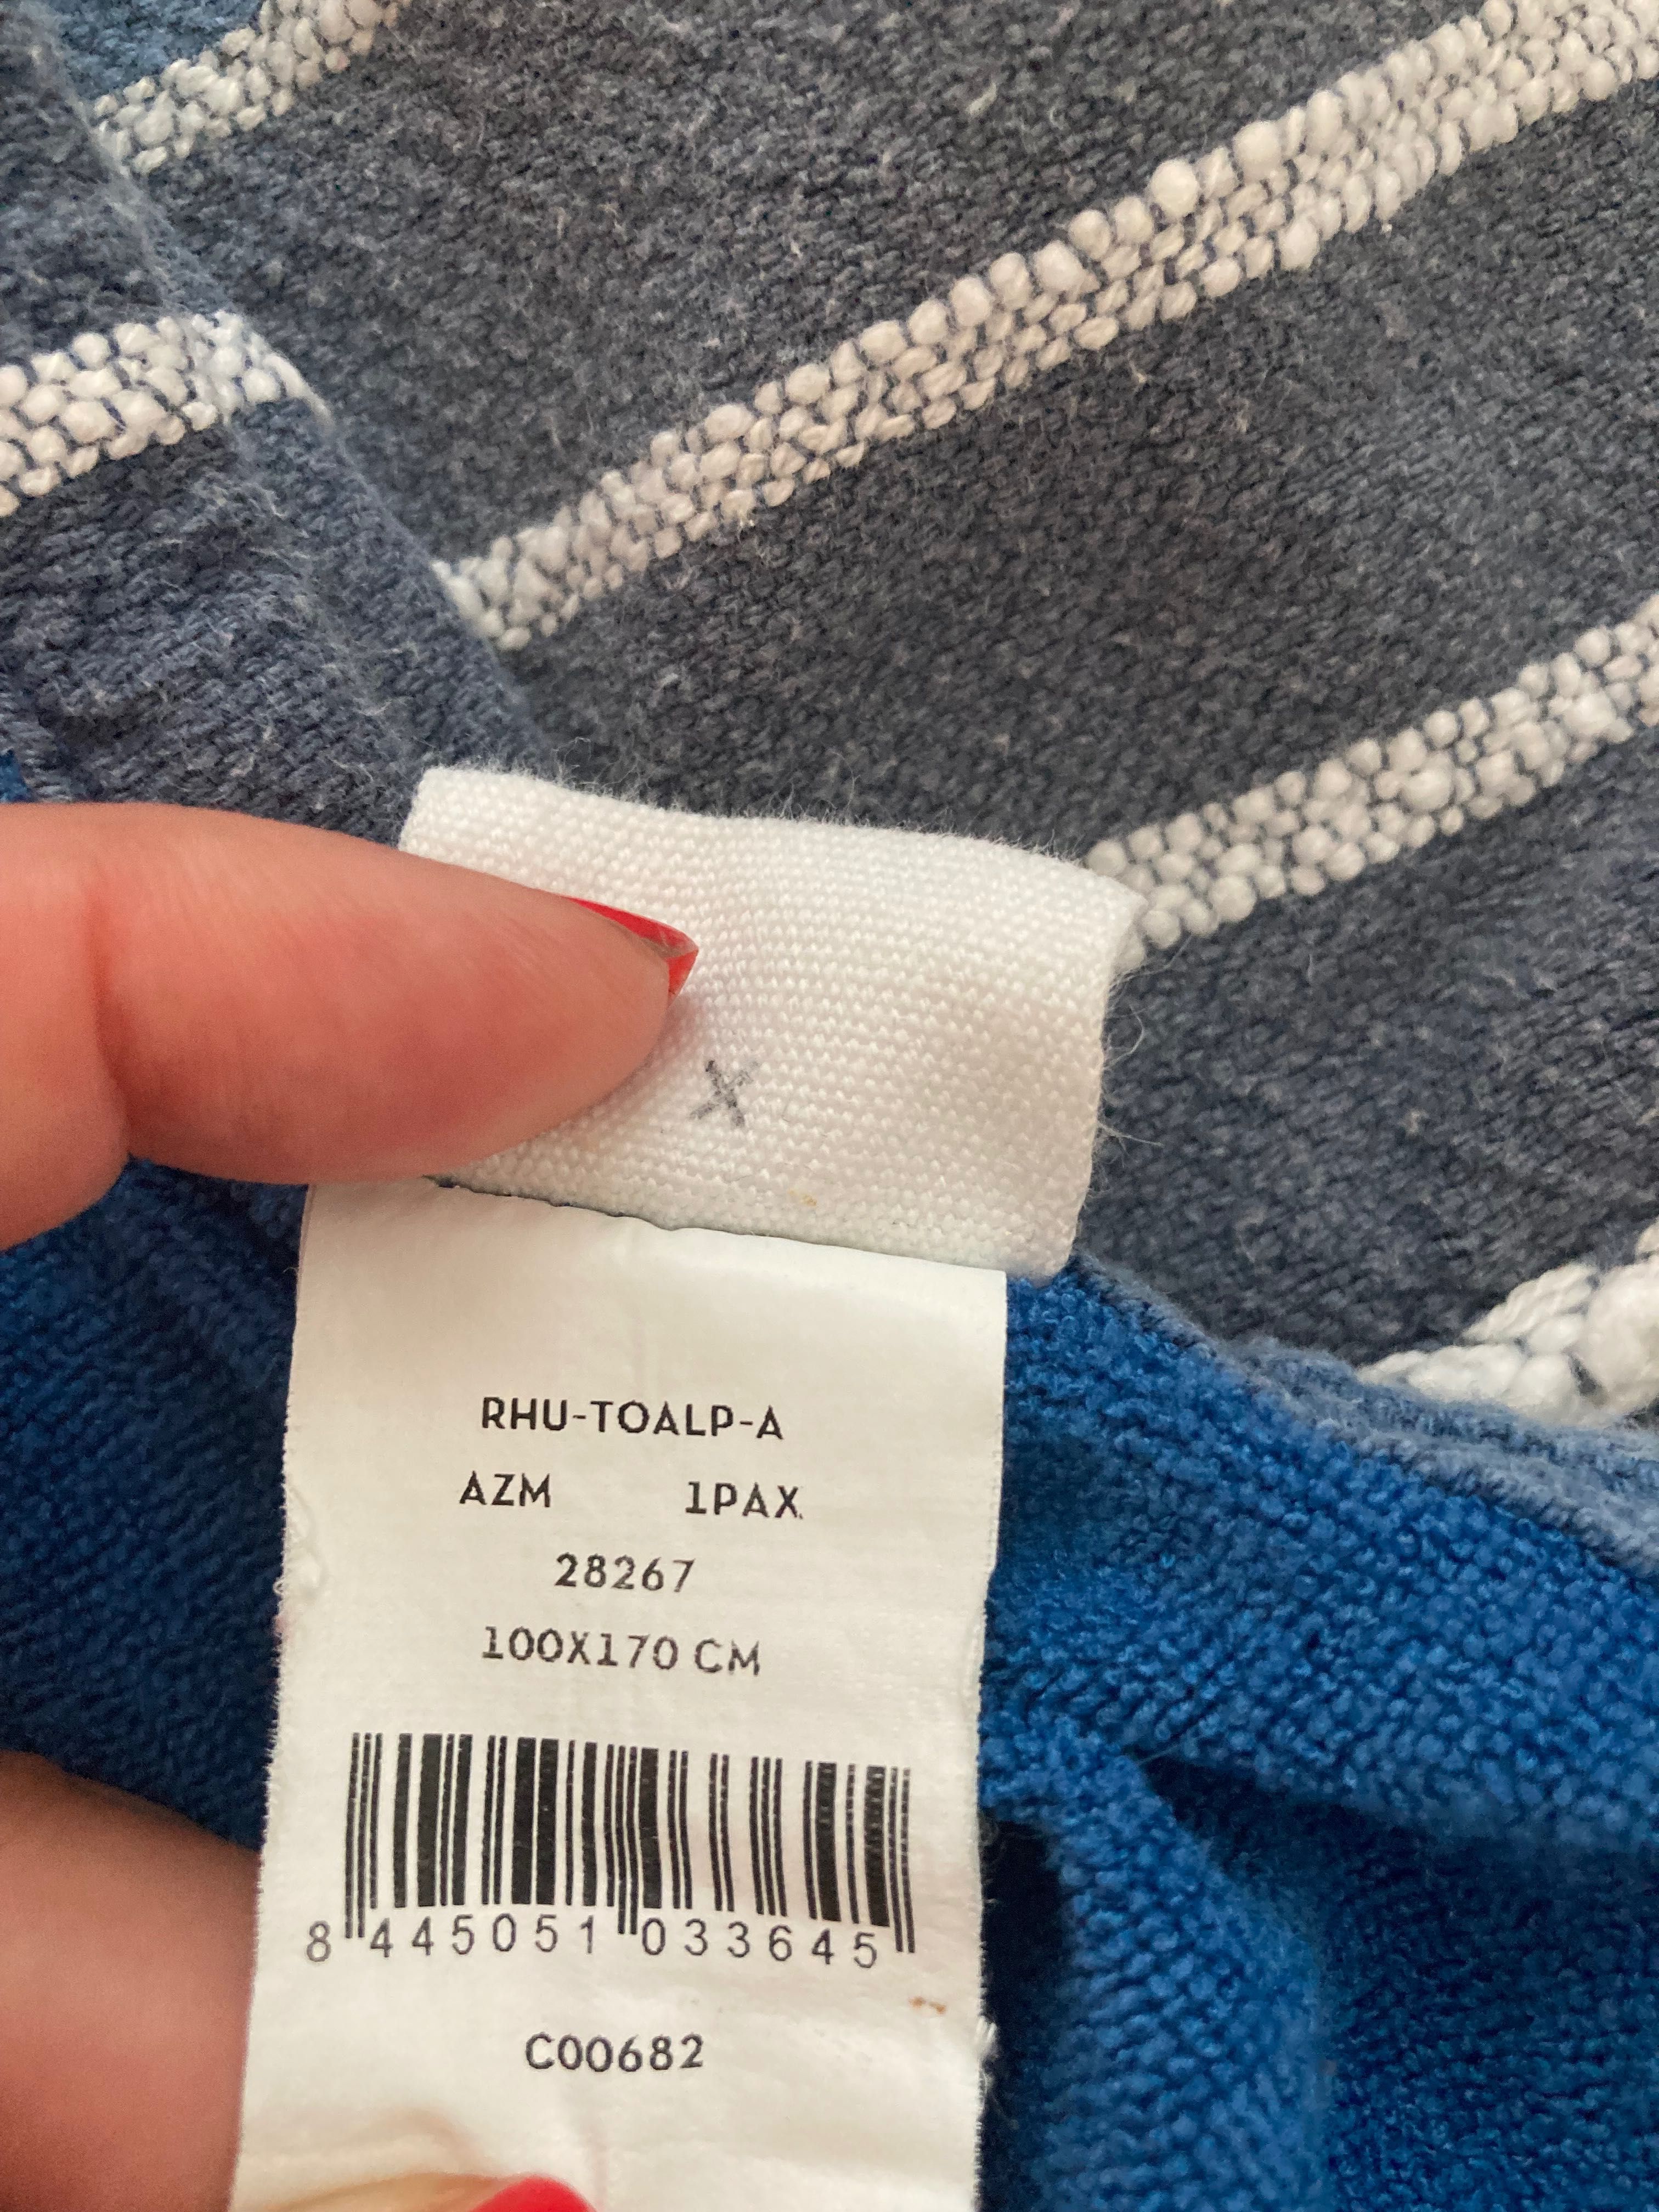 X
RHU-TOALP-A
AZM 1PAX
28267
100X170 CM
8 445051 033645
C00682